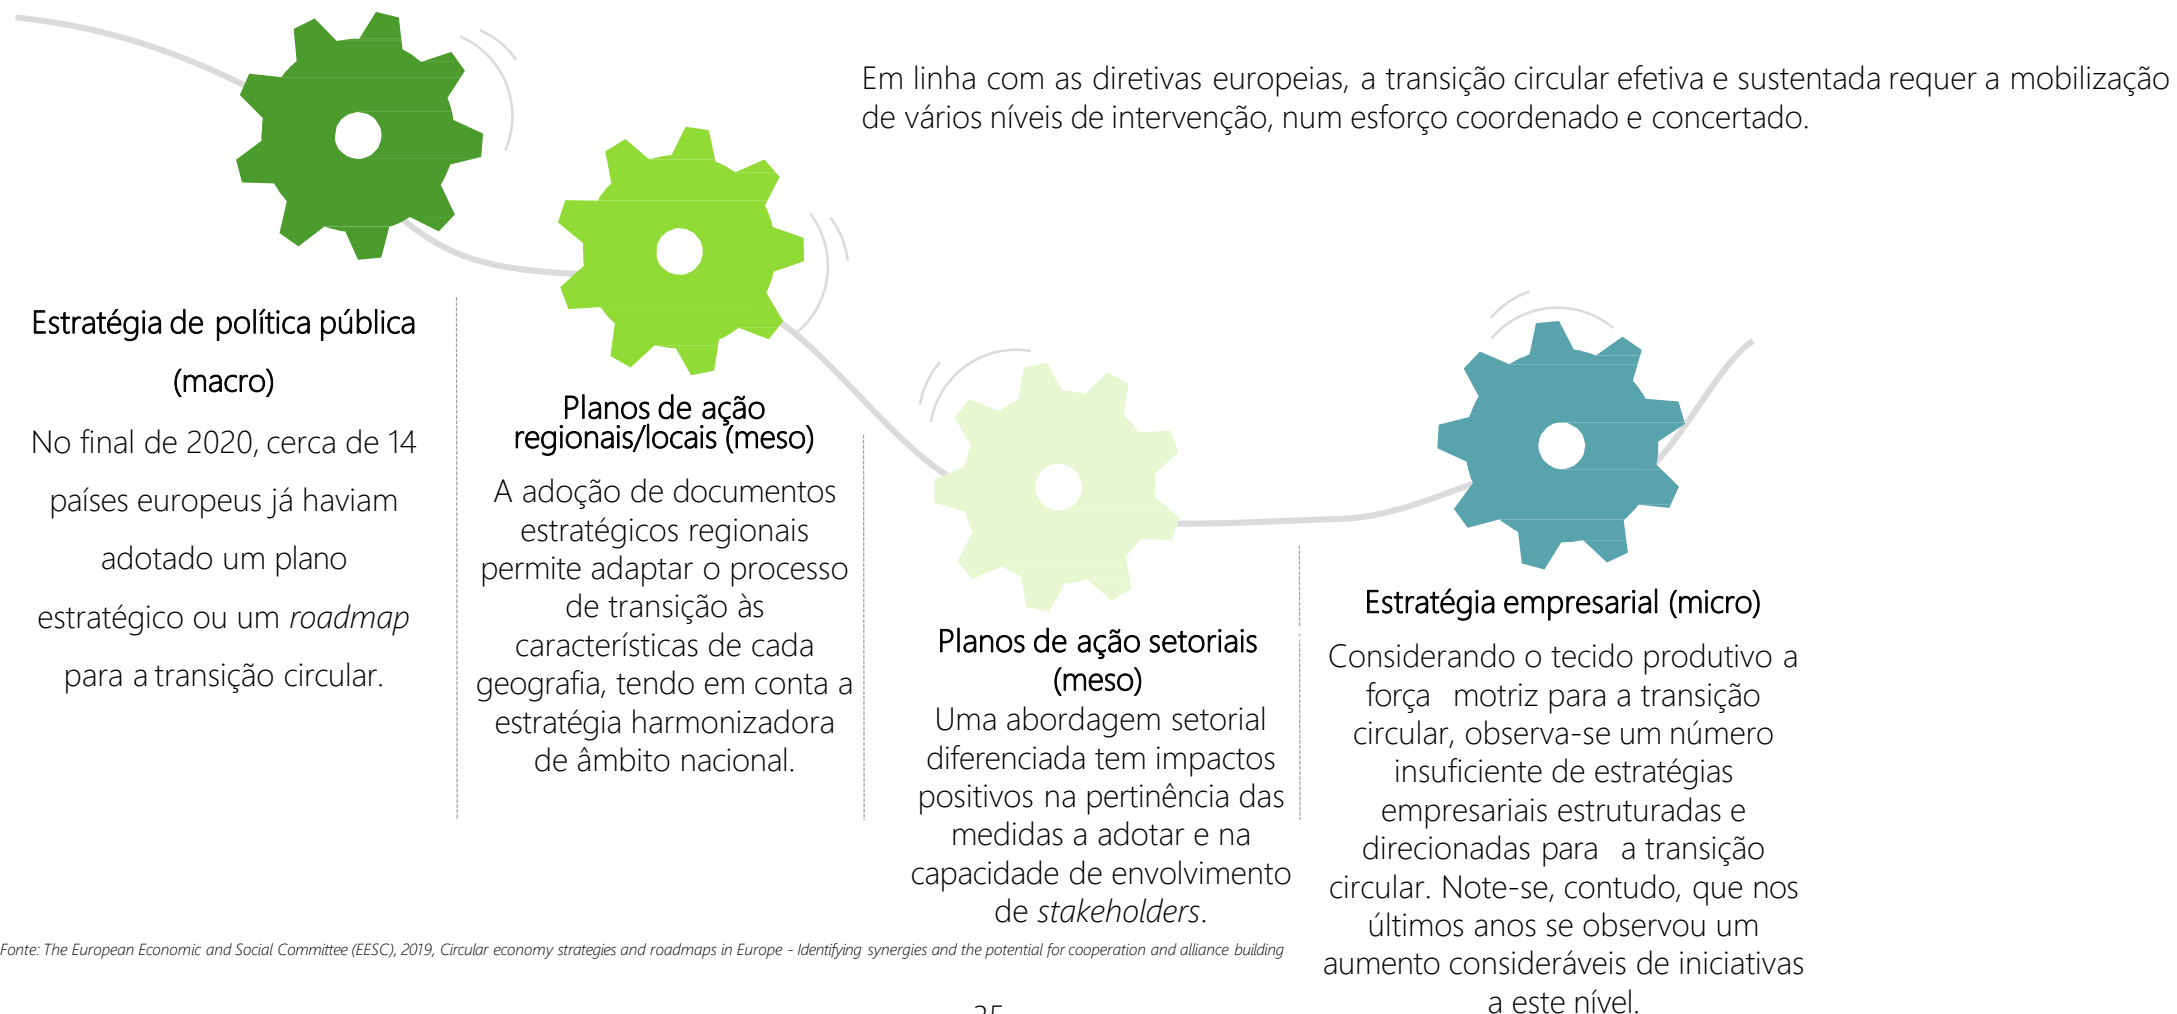 Em linha com as diretivas europeias, a transição circular efetiva e sustentada requer a mobilização
de vários níveis de intervenção, num esforço coordenado e concertado.
Estratégia de política pública
(macro)
No final de 2020, cerca de 14
países europeus já haviam
adotado um plano
estratégico ou um roadmap
para a transição circular.
Planos de ação
regionais/locais (meso)
A adoção de documentos
estratégicos regionais
permite adaptar o processo
de transição às
características de cada
geografia, tendo em conta a
estratégia harmonizadora
de âmbito nacional.
Planos de ação setoriais
(meso)
Uma abordagem setorial
diferenciada tem impactos
positivos na pertinência das
medidas a adotar e na
capacidade de envolvimento
de stakeholders.
Estratégia empresarial (micro)
Considerando o tecido produtivo a
força motriz para a transição
circular, observa-se um número
insuficiente de estratégias
empresariais estruturadas e
direcionadas para a transição
circular. Note-se, contudo, que nos
últimos anos se observou um
aumento consideráveis de iniciativas
a este nível.
Fonte: The European Economic and Social Committee (EESC), 2019, Circular economy strategies and roadmaps in Europe - Identifying synergies and the potential for cooperation and alliance building